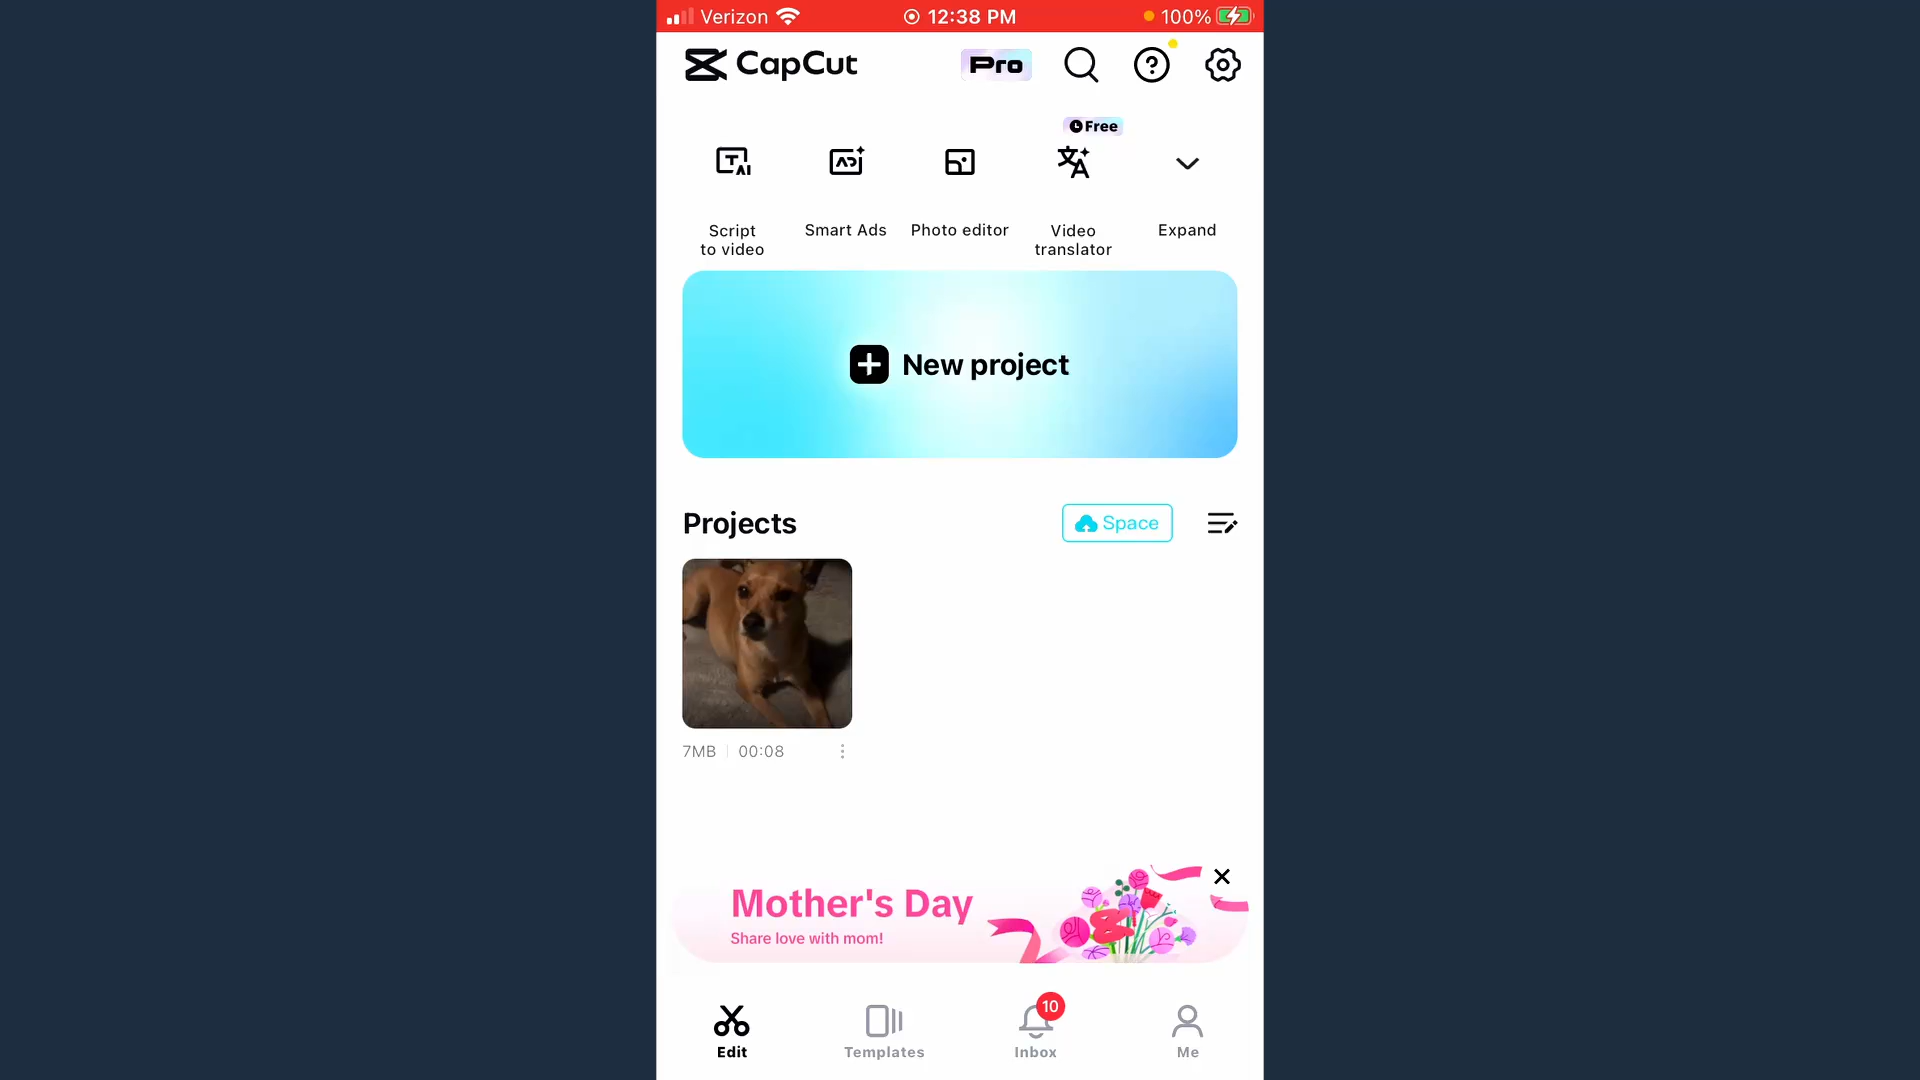 Verizon 12:38 PM 100%
CapCut Pro
Free
Script to video
Smart Ads
Photo editor
Video translator
Expand
New project
Projects
Space
7MB 00:08
Mother's Day
Share love with mom!
10
Edit Templates Inbox Me